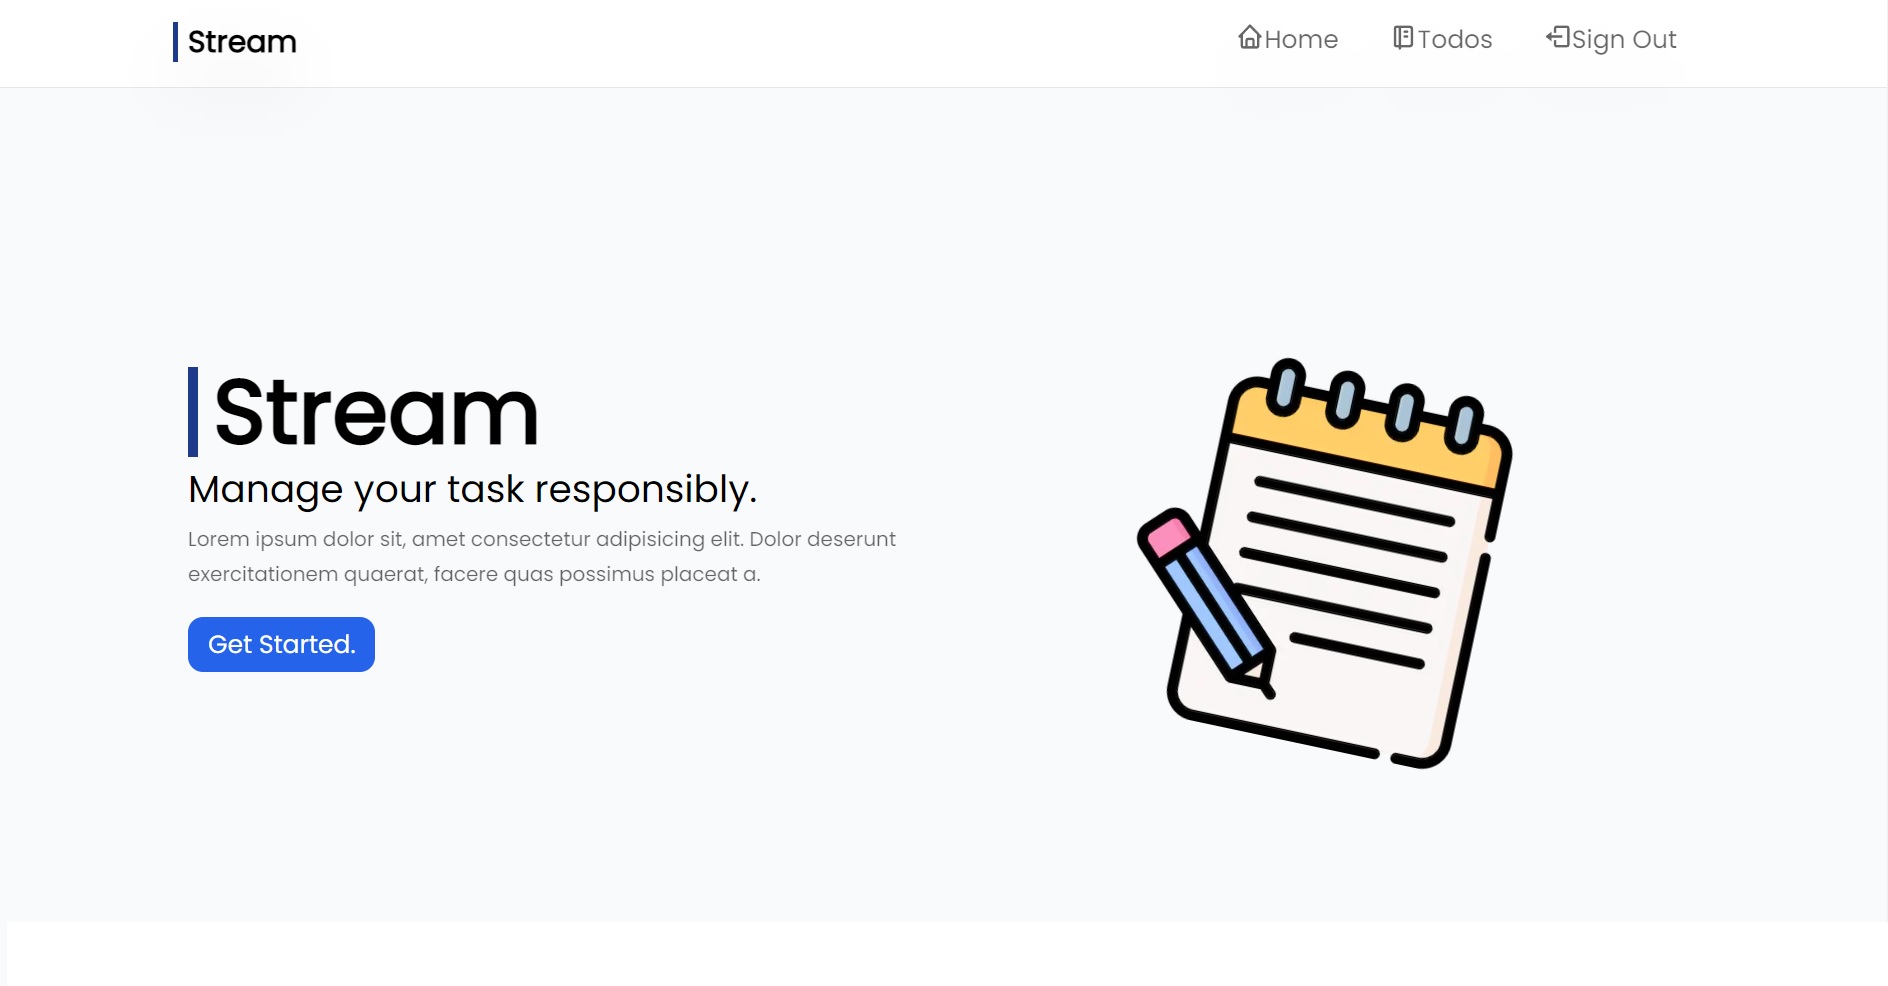 Stream
Home
Todos
Sign Out
Stream
Manage your task responsibly.
Lorem ipsum dolor sit, amet consectetur adipisicing elit. Dolor deserunt
exercitationem quaerat, facere quas possimus placeat a.
Get Started.